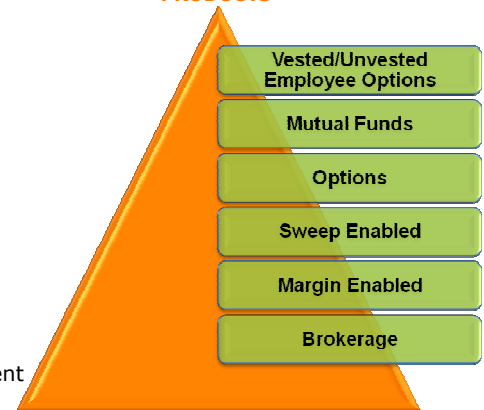 Vested/Unvested
Employee Options
Mutual Funds
Options
Sweep Enabled
Margin Enabled
Brokerage